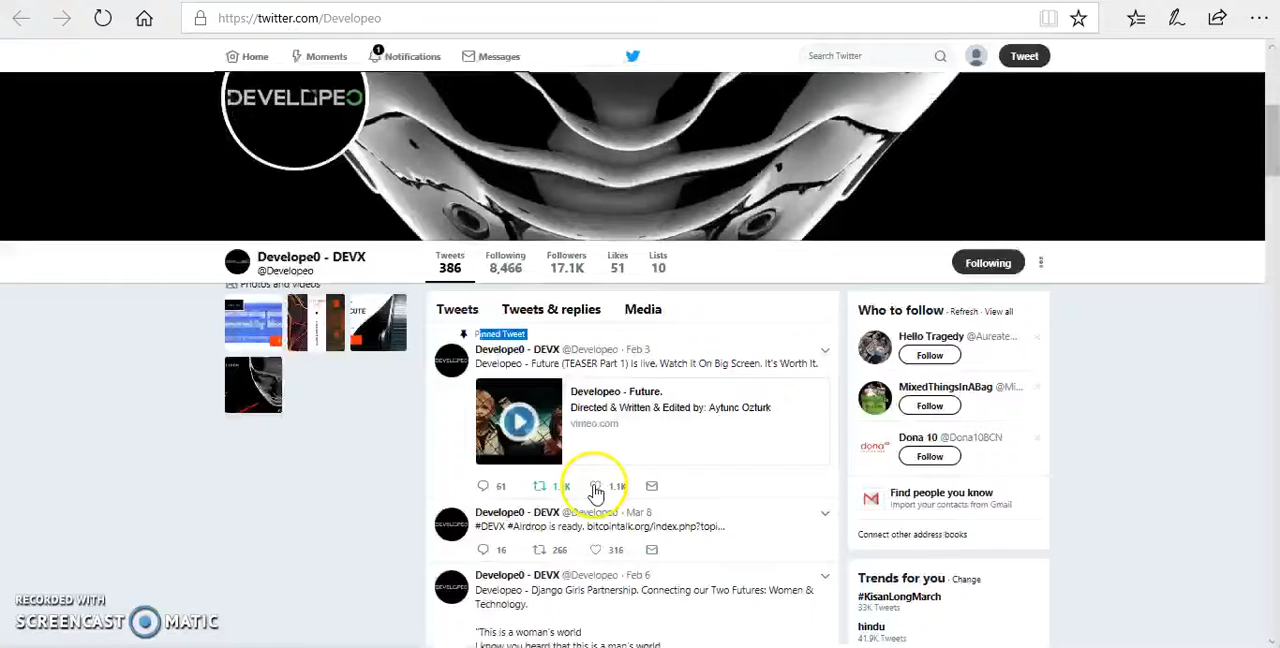 https://twitter.com/Developeo
Home
Moments
1
Notifications
Messages
Search Twitter
Tweet
DEVELOPEO
Develope0 - DEVX
@Developeo
Tweets
386
Following
8,466
Followers
17.1K
Likes
51
Lists
10
Following
Photos and videos
Tweets
Tweets & replies
Media
Pinned Tweet
Develope0 - DEVX @Developeo · Feb 3
Developeo - Future (TEASER Part 1) is live. Watch It On Big Screen. It's Worth It.
Developeo - Future.
Directed & Written & Edited by: Aytunc Ozturk
vimeo.com
61
1.1K
Develope0 - DEVX @Developeo · Mar 8
#DEVX #Airdrop is ready. bitcointalk.org/index.php?topi...
16
266
316
Develope0 - DEVX @Developeo · Feb 6
Developeo - Django Girls Partnership. Connecting our Two Futures: Women &
Technology.
"This is a woman's world
I know you heard that this is a man's world
Who to follow · Refresh · View all
Hello Tragedy @Aureate...
Follow
MixedThingsInABag @Mi...
Follow
dona
Dona 10 @Dona10BCN
Follow
Find people you know
Import your contacts from Gmail
Connect other address books
Trends for you · Change
#KisanLongMarch
33K Tweets
hindu
41.9K Tweets
RECORDED WITH
SCREENCAST MATIC